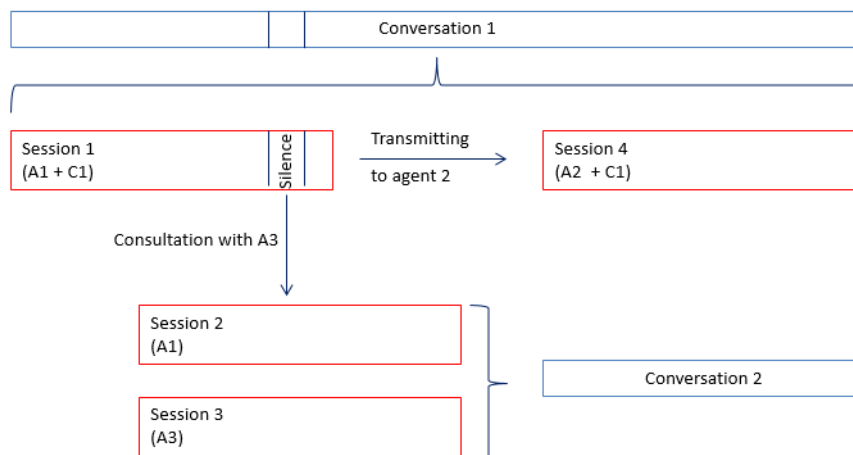 Conversation 1
Session 1
(A1 + C1)
Silence
Transmitting
to agent 2
Session 4
(A2 + C1)
Consultation with A3
Session 2
(A1)
Conversation 2
Session 3
(A3)